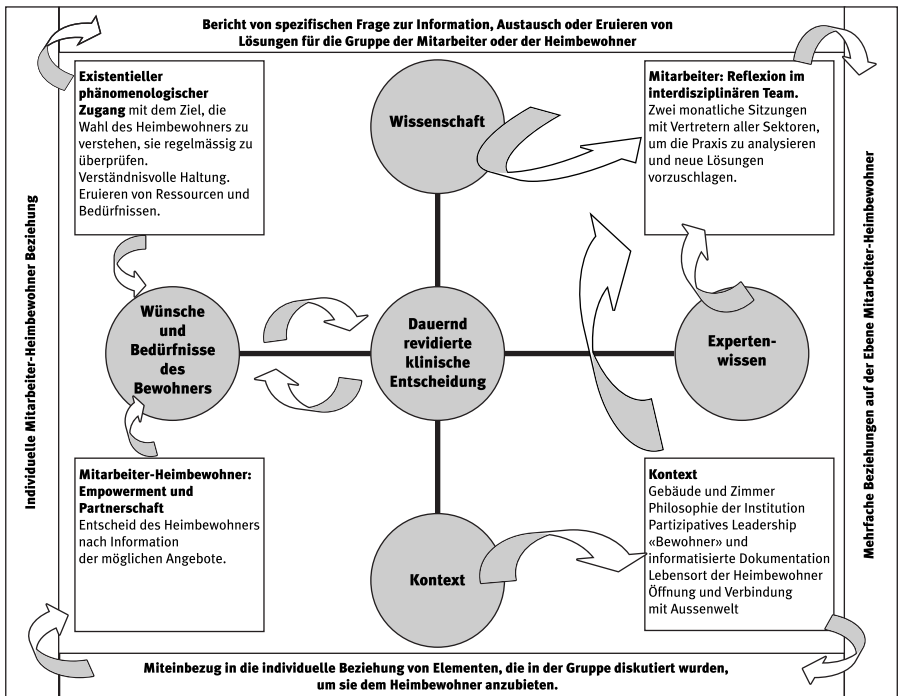 Bericht von spezifischen Frage zur Information, Austausch oder Eruieren von
Lösungen für die Gruppe der Mitarbeiter oder der Heimbewohner
Individuelle Mitarbeiter-Heimbewohner Beziehung
Existentieller
phänomenologischer
Zugang mit dem Ziel, die
Wahl des Heimbewohners zu
verstehen, sie regelmässig zu
überprüfen.
Verständnisvolle Haltung.
Eruieren von Ressourcen und
Bedürfnissen.
Wissenschaft
Mitarbeiter: Reflexion im
interdisziplinären Team.
Zwei monatliche Sitzungen
mit Vertretern aller Sektoren,
um die Praxis zu analysieren
und neue Lösungen
vorzuschlagen.
Wünsche
und
Bedürfnisse
des
Bewohners
Dauernd
revidierte
klinische
Entscheidung
Experten-
wissen
Mitarbeiter-Heimbewohner:
Empowerment und
Partnerschaft
Entscheid des Heimbewohners
nach Information
der möglichen Angebote.
Kontext
Kontext
Gebäude und Zimmer
Philosophie der Institution
Partizipatives Leadership
«Bewohner» und
informatisierte Dokumentation
Lebensort der Heimbewohner
Öffnung und Verbindung
mit Aussenwelt
Mehrfache Beziehungen auf der Ebene Mitarbeiter-Heimbewohner
Miteinbezug in die individuelle Beziehung von Elementen, die in der Gruppe diskutiert wurden,
um sie dem Heimbewohner anzubieten.